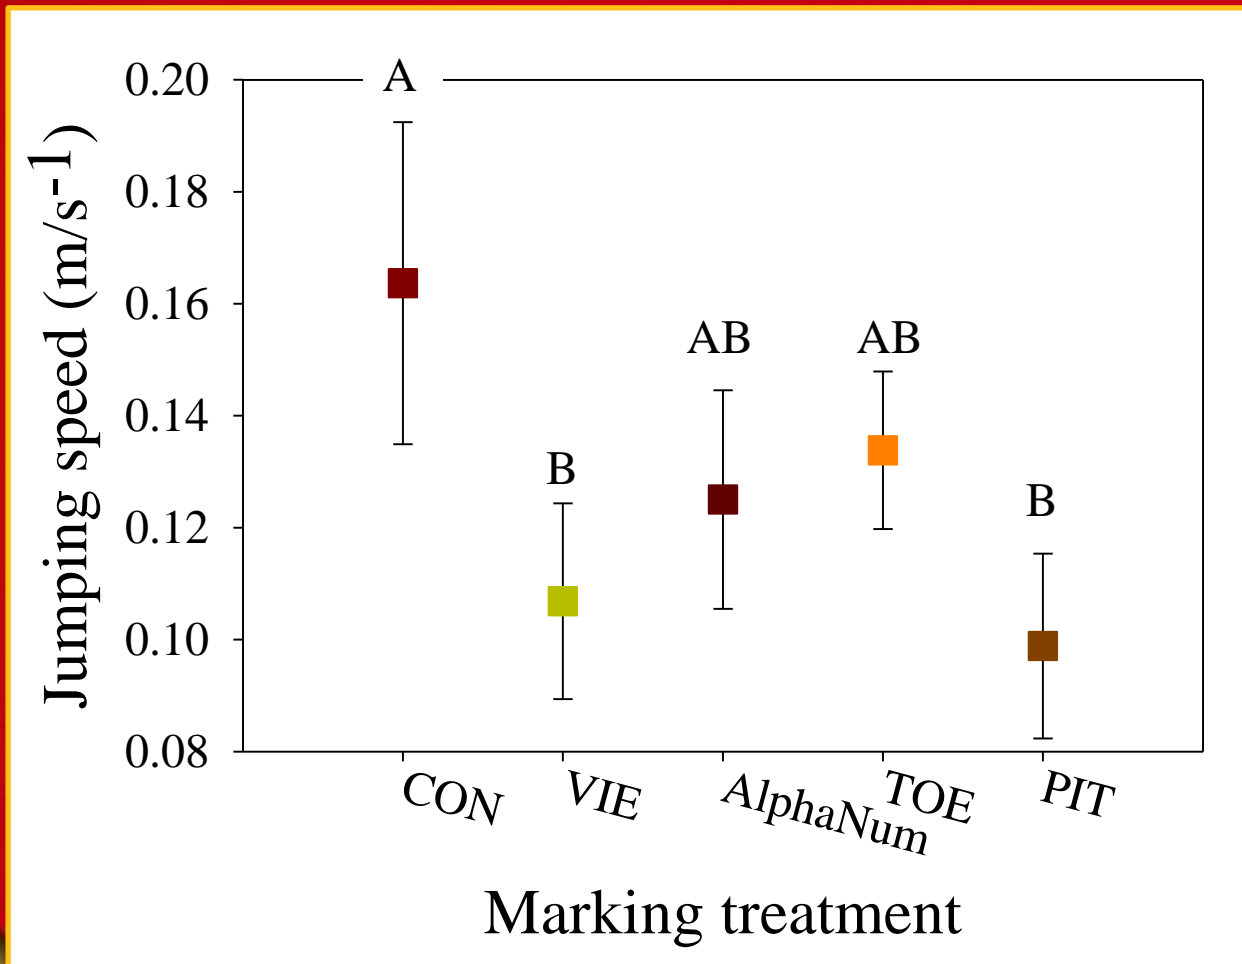 Jumping speed (m/s-1)
0.20
0.18
0.16
0.14
0.12
0.10
0.08
A
B
AB
AB
B
CON
VIE
AlphaNum
TOE
PIT
Marking treatment